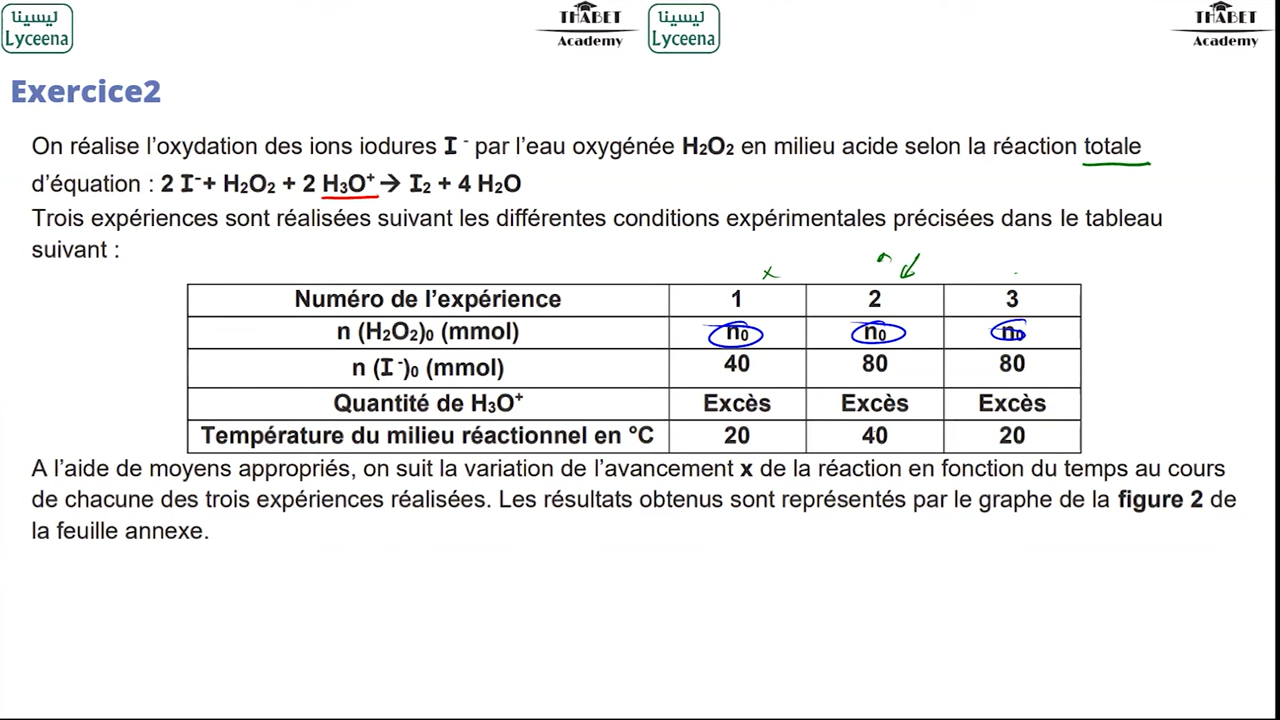 ليسينا
Lyceena
THABET
Academy
ليسينا
Lyceena
THABET
Academy
Exercice2
On réalise l'oxydation des ions iodures I - par l'eau oxygénée H₂O₂ en milieu acide selon la réaction totale
d'équation : 2 I⁻+ H₂O₂ + 2 H₃O⁺ → I₂ + 4 H₂O
Trois expériences sont réalisées suivant les différentes conditions expérimentales précisées dans le tableau
suivant :
Numéro de l'expérience 1 2 3
n (H₂O₂)₀ (mmol) n₀ n₀ n₀
n (I⁻)₀ (mmol) 40 80 80
Quantité de H₃O⁺ Excès Excès Excès
Température du milieu réactionnel en °C 20 40 20
A l'aide de moyens appropriés, on suit la variation de l'avancement x de la réaction en fonction du temps au cours
de chacune des trois expériences réalisées. Les résultats obtenus sont représentés par le graphe de la figure 2 de
la feuille annexe.